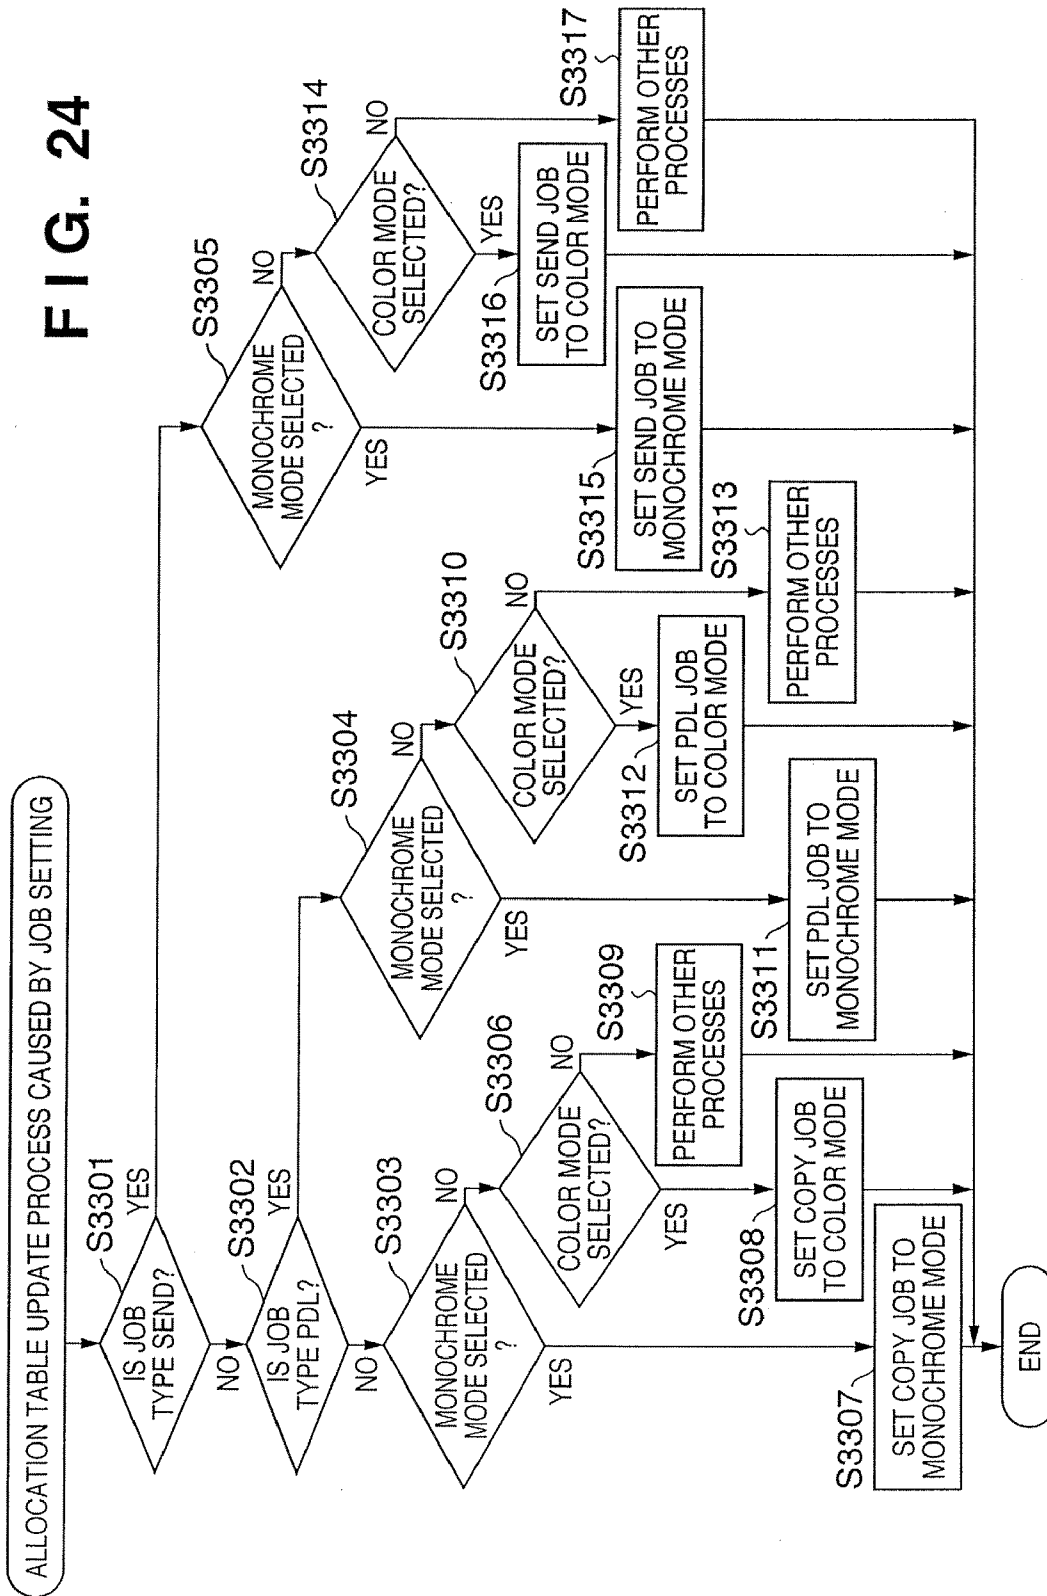 FIG. 24
ALLOCATION TABLE UPDATE PROCESS CAUSED BY JOB SETTING
S3301
IS JOB
TYPE SEND?
YES
NO
S3302
IS JOB
TYPE PDL?
YES
NO
S3303
MONOCHROME
MODE SELECTED
?
NO
YES
S3306
COLOR MODE
SELECTED?
NO
YES
S3309
PERFORM OTHER
PROCESSES
S3308
SET COPY JOB
TO COLOR MODE
S3307
SET COPY JOB TO
MONOCHROME MODE
S3304
MONOCHROME
MODE SELECTED
?
NO
YES
S3310
COLOR MODE
SELECTED?
NO
YES
S3312
SET PDL JOB
TO COLOR MODE
S3313
PERFORM OTHER
PROCESSES
S3311
SET PDL JOB TO
MONOCHROME MODE
S3305
MONOCHROME
MODE SELECTED
?
NO
YES
S3314
COLOR MODE
SELECTED?
NO
YES
S3316
SET SEND JOB
TO COLOR MODE
S3317
PERFORM OTHER
PROCESSES
S3315
SET SEND JOB TO
MONOCHROME MODE
END